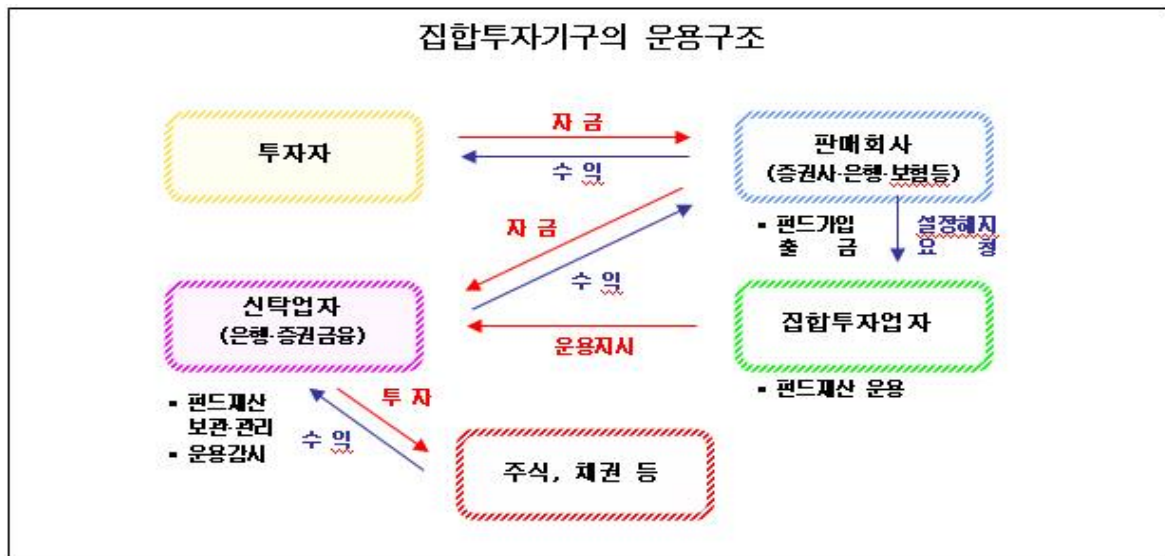 집합투자기구의 운용구조
투자자
자 금
수 익
판매회사
(증권사·은행·보험등)
▪ 펀드가입
출 금
설정해지
요 청
자 금
수 익
신탁업자
(은행·증권금융)
운용지시
집합투자업자
▪ 펀드재산
보관·관리
▪ 운용감시
투 자
수 익
▪ 펀드재산 운용
주식, 채권 등